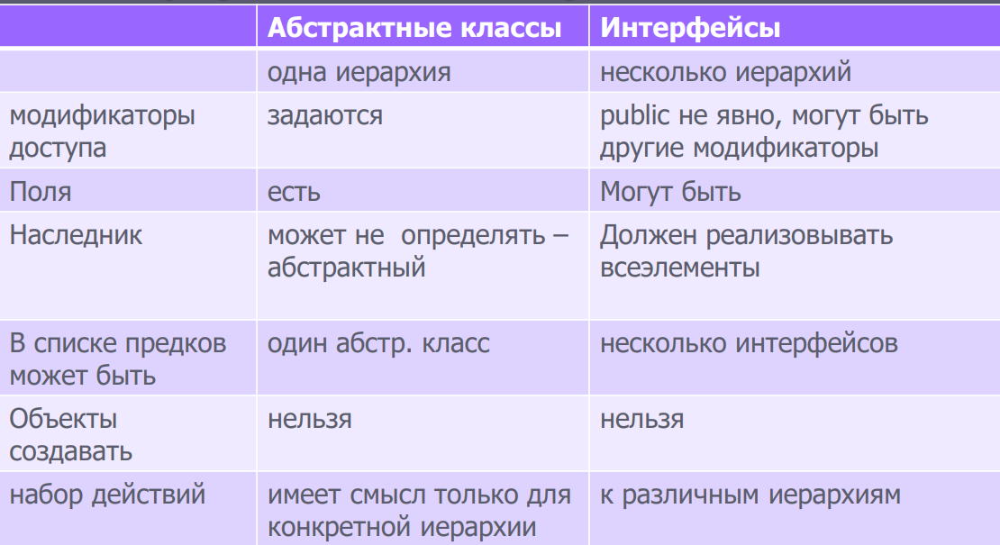 Абстрактные классы Интерфейсы
одна иерархия несколько иерархий
модификаторы задаются public не явно, могут быть
доступа другие модификаторы
Поля есть Могут быть
Наследник может не определять – Должен реализовывать
абстрактный всеэлементы
В списке предков один абстр. класс несколько интерфейсов
может быть
Объекты нельзя нельзя
создавать
набор действий имеет смысл только для к различным иерархиям
конкретной иерархии